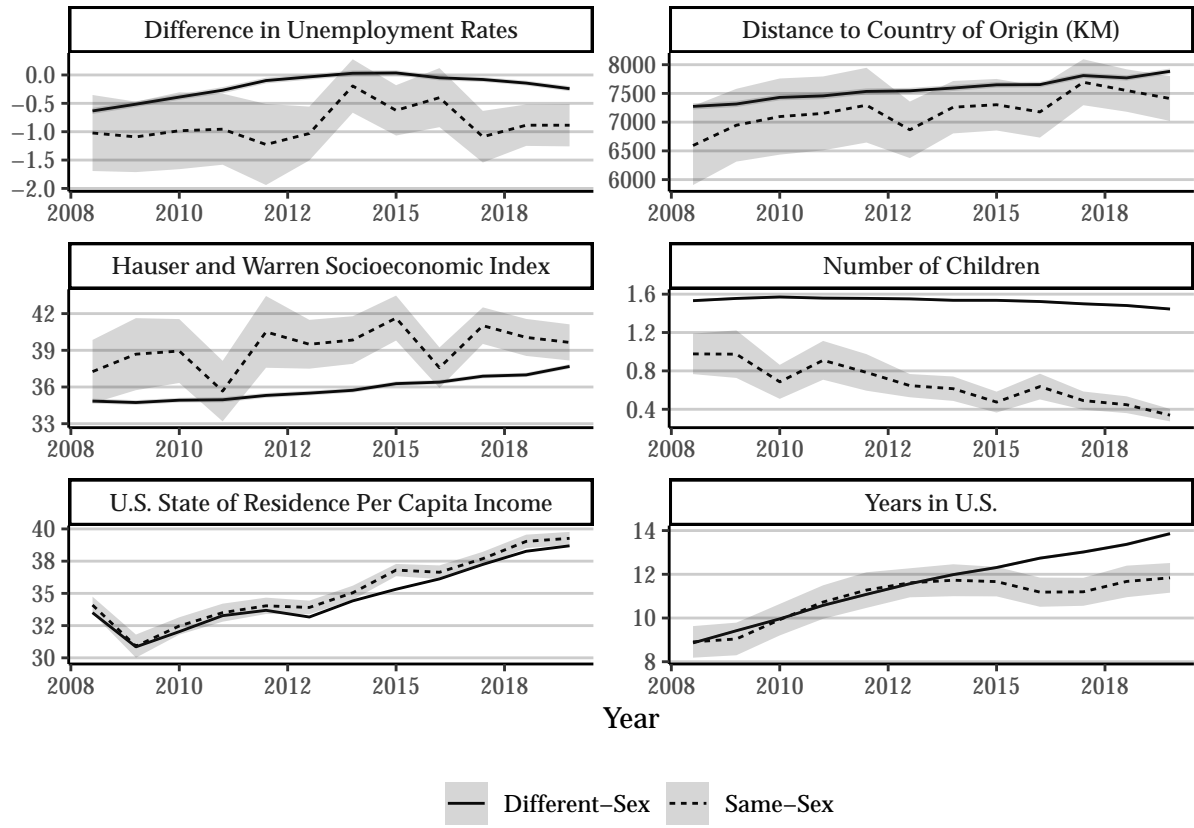 Difference in Unemployment Rates
0.0
−0.5
−1.0
−1.5
−2.0
2008 2010 2012 2015 2018
Distance to Country of Origin (KM)
8000
7500
7000
6500
6000
2008 2010 2012 2015 2018
Hauser and Warren Socioeconomic Index
42
39
36
33
2008 2010 2012 2015 2018
Number of Children
1.6
1.2
0.8
0.4
2008 2010 2012 2015 2018
U.S. State of Residence Per Capita Income
40
38
35
32
30
2008 2010 2012 2015 2018
Years in U.S.
14
12
10
8
2008 2010 2012 2015 2018
Year
Different−Sex Same−Sex